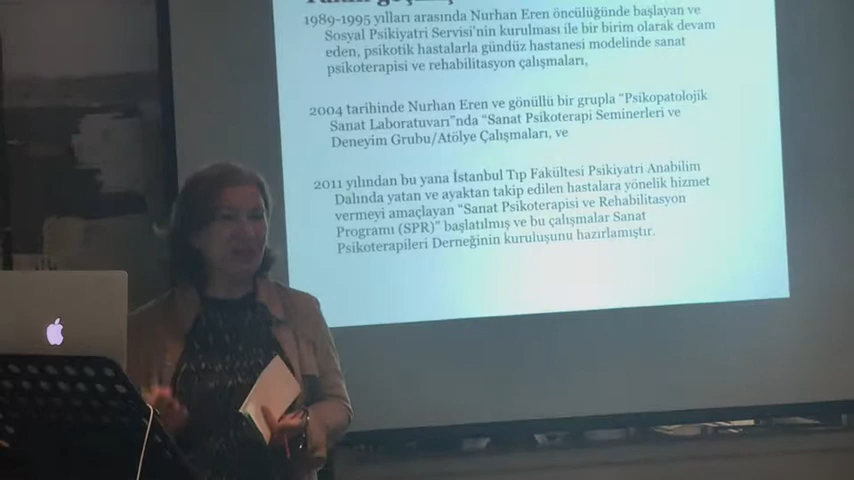 1989-1995 yılları arasında Nurhan Eren öncülüğünde başlayan ve
Sosyal Psikiyatri Servisi'nin kurulması ile bir birim olarak devam
eden, psikotik hastalarla gündüz hastanesi modelinde sanat
psikoterapisi ve rehabilitasyon çalışmaları,
2004 tarihinde Nurhan Eren ve gönüllü bir grupla "Psikopatolojik
Sanat Laboratuvarı"nda "Sanat Psikoterapi Seminerleri ve
Deneyim Grubu/Atölye Çalışmaları, ve
2011 yılından bu yana İstanbul Tıp Fakültesi Psikiyatri Anabilim
Dalında yatan ve ayaktan takip edilen hastalara yönelik hizmet
vermeyi amaçlayan "Sanat Psikoterapisi ve Rehabilitasyon
Programı (SPR)" başlatılmış ve bu çalışmalar Sanat
Psikoterapileri Derneğinin kuruluşunu hazırlamıştır.